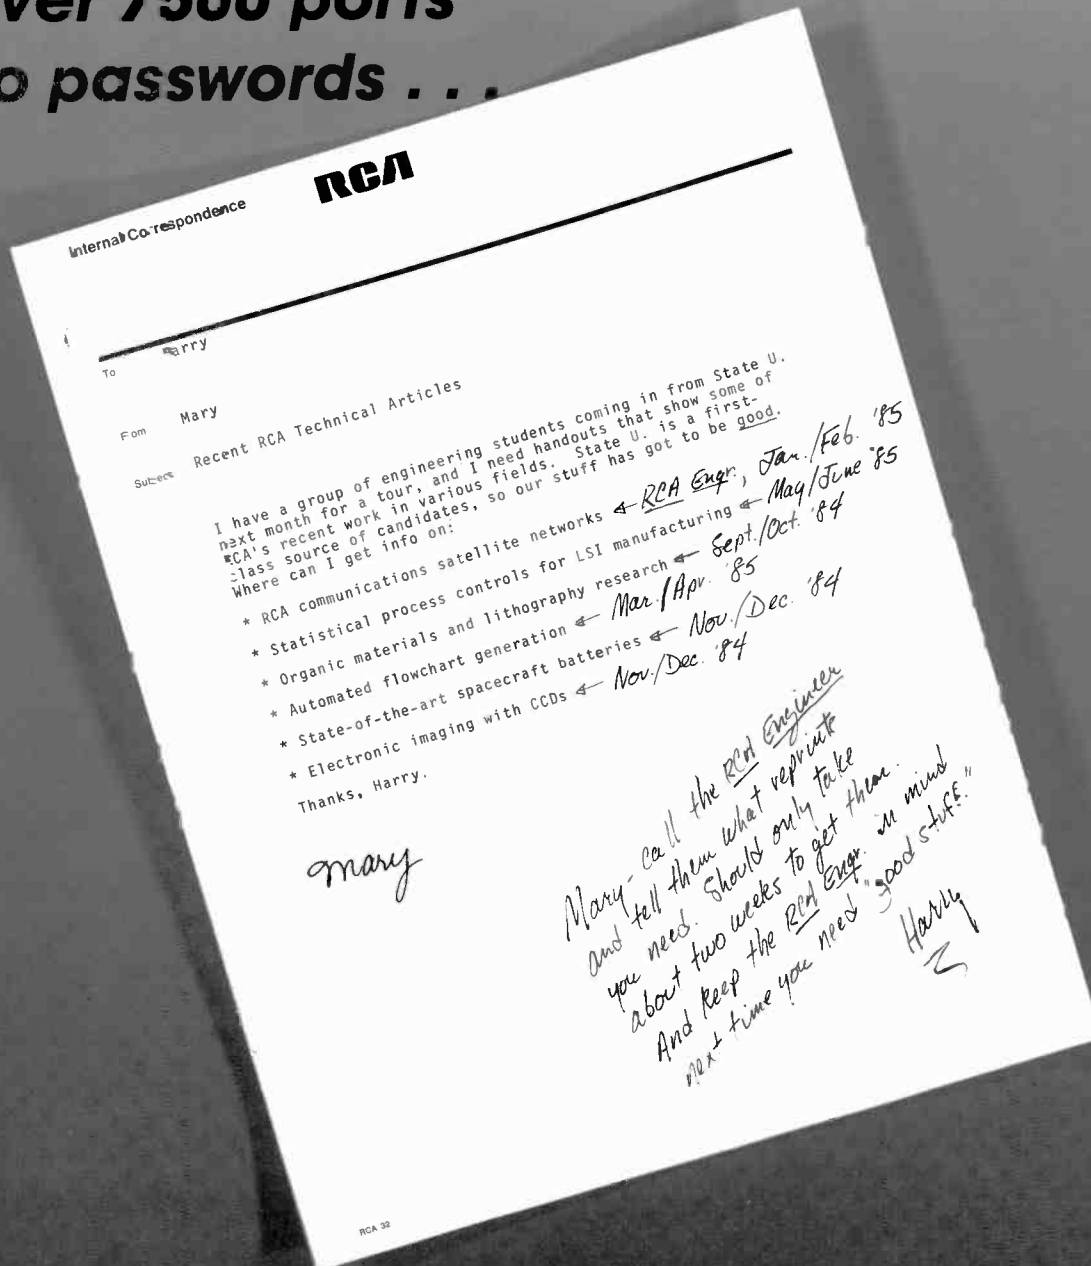 ver 7500 ports
o passwords . . .
RCA
Internal Correspondence
To Harry
From Mary
Subject Recent RCA Technical Articles
I have a group of engineering students coming in from State U.
next month for a tour, and I need handouts that show some of
RCA's recent work in various fields. State U. is a first-
class source of candidates, so our stuff has got to be good.
Where can I get info on:
* RCA communications satellite networks ← RCA Engr., Jan./Feb. '85
* Statistical process controls for LSI manufacturing ← May/June '85
* Organic materials and lithography research ← Sept./Oct. '84
* Automated flowchart generation ← Mar./Apr. '85
* State-of-the-art spacecraft batteries ← Nov./Dec. '84
* Electronic imaging with CCDs ← Nov./Dec. '84
Thanks, Harry.
Mary
Mary- call the RCA Engineer
and tell them what reprints
you need. Should only take
about two weeks to get them.
And keep the RCA Engr. in mind
next time you need "good stuff."
Harry
RCA 32